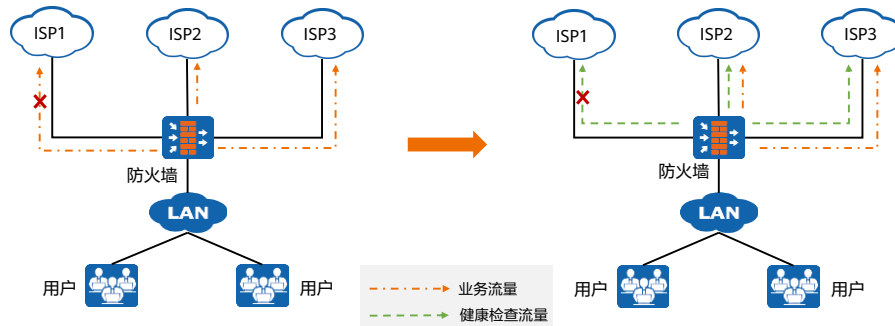 ISP1
ISP2
ISP3
防火墙
LAN
用户
用户
ISP1
ISP2
ISP3
防火墙
LAN
用户
用户
业务流量
健康检查流量